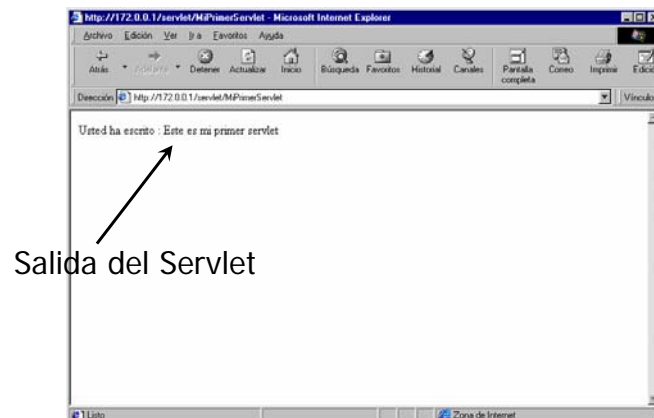 http://172.0.0.1/servlet/MiPrimerServlet - Microsoft Internet Explorer
Archivo Edición Ver Ir a Favoritos Ayuda
Atrás Adelante Detener Actualizar Inicio Búsqueda Favoritos Historial Canales Pantalla completa Correo Imprimir Edició
Dirección http://172.0.0.1/servlet/MiPrimerServlet Vínculo
Usted ha escrito : Este es mi primer servlet
Salida del Servlet
Listo Zona de Internet